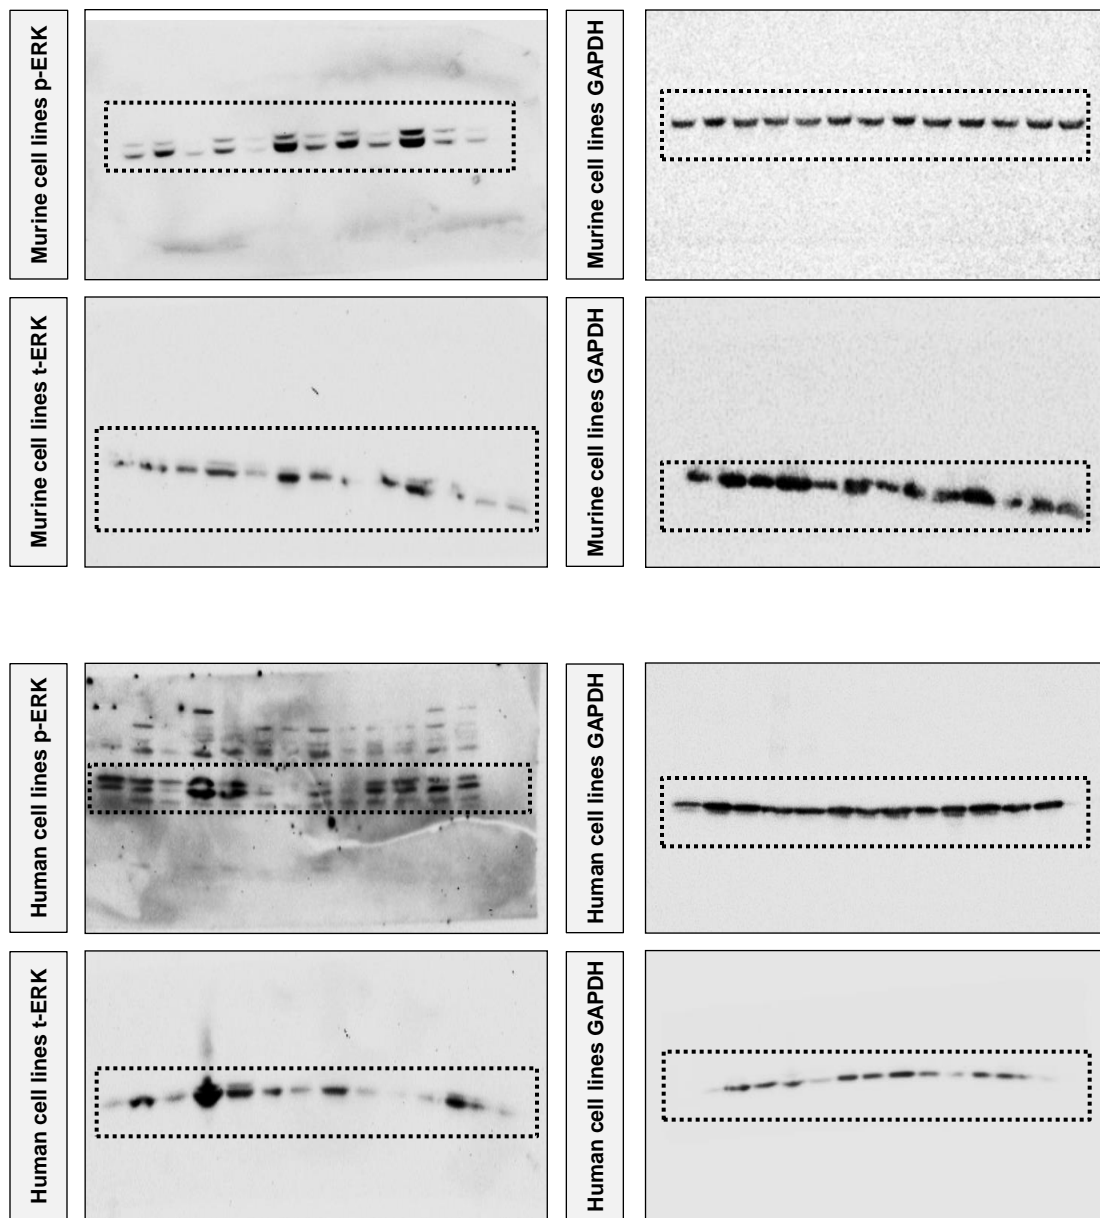 Murine cell lines p-ERK
Murine cell lines GAPDH
Murine cell lines t-ERK
Murine cell lines GAPDH
Human cell lines p-ERK
Human cell lines GAPDH
Human cell lines t-ERK
Human cell lines GAPDH